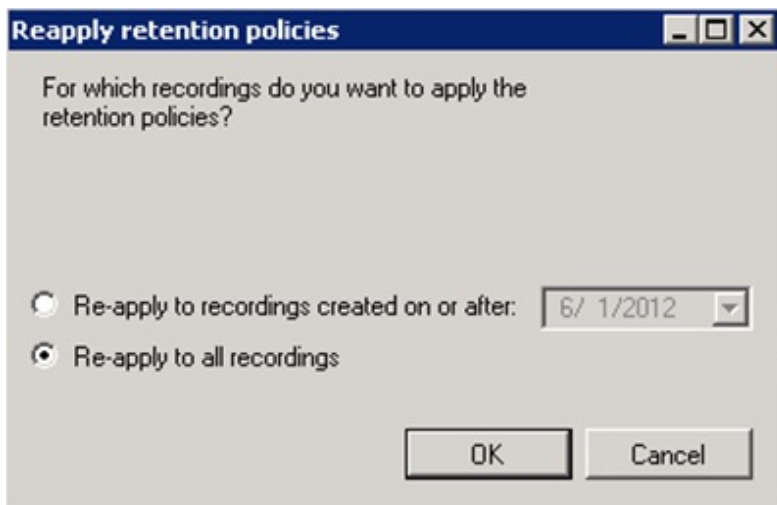 Reapply retention policies
For which recordings do you want to apply the
retention policies?
Re-apply to recordings created on or after: 6/ 1/2012
Re-apply to all recordings
OK Cancel